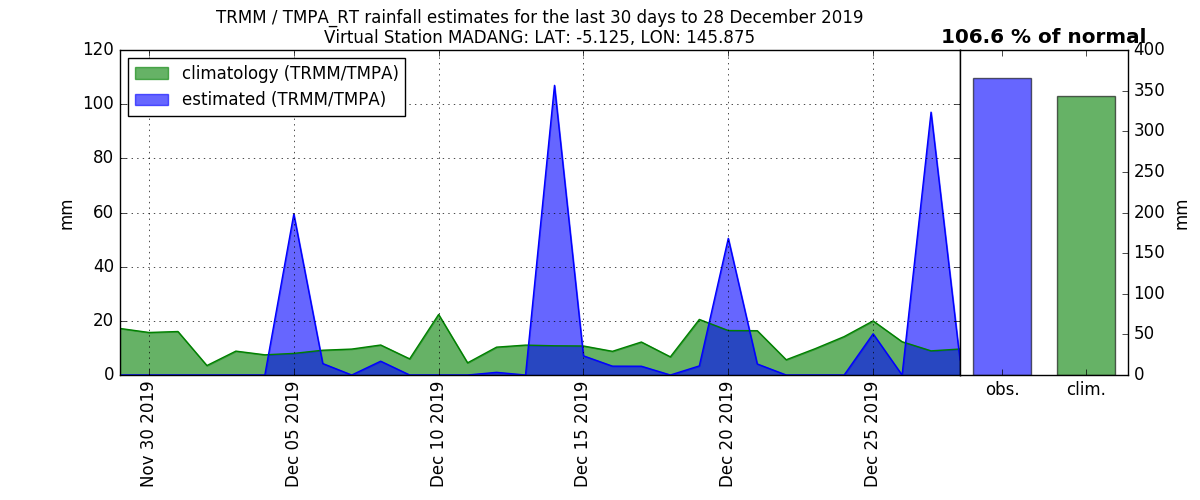 TRMM / TMPA_RT rainfall estimates for the last 30 days to 28 December 2019
Virtual Station MADANG: LAT: -5.125, LON: 145.875
106.6 % of normal
climatology (TRMM/TMPA)
estimated (TRMM/TMPA)
120
100
80
60
40
20
0
mm
Nov 30 2019
Dec 05 2019
Dec 10 2019
Dec 15 2019
Dec 20 2019
Dec 25 2019
obs.
clim.
400
350
300
250
200
150
100
50
0
mm